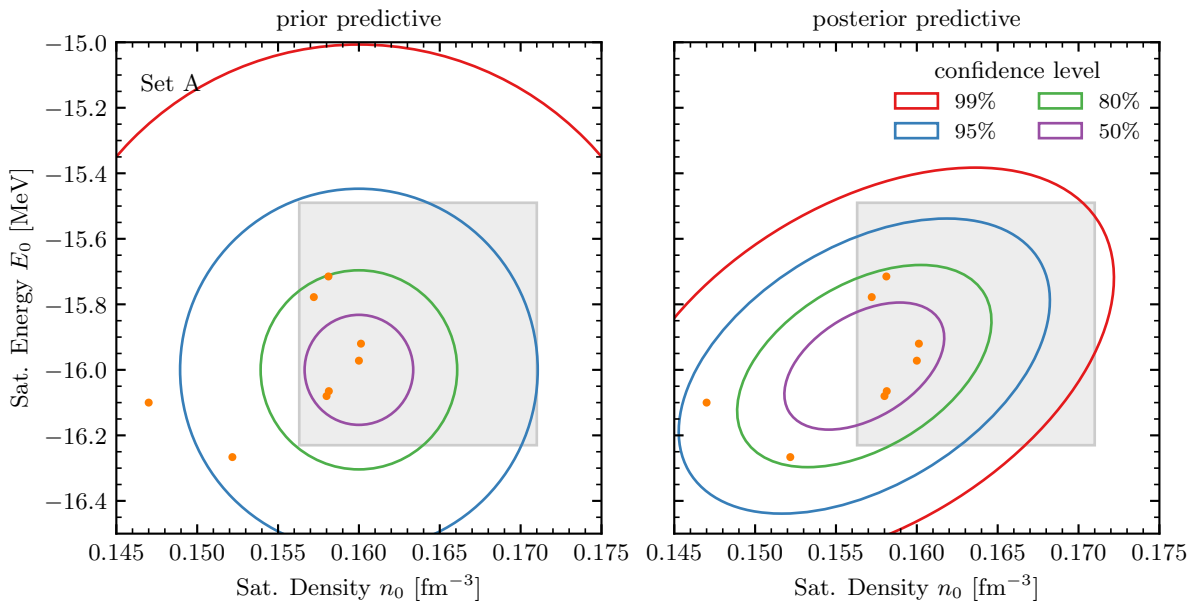 prior predictive
Set A
−15.0
−15.2
−15.4
−15.6
−15.8
−16.0
−16.2
−16.4
Sat. Energy E₀ [MeV]
0.145 0.150 0.155 0.160 0.165 0.170 0.175
Sat. Density n₀ [fm⁻³]
posterior predictive
confidence level
99% 80%
95% 50%
0.145 0.150 0.155 0.160 0.165 0.170 0.175
Sat. Density n₀ [fm⁻³]